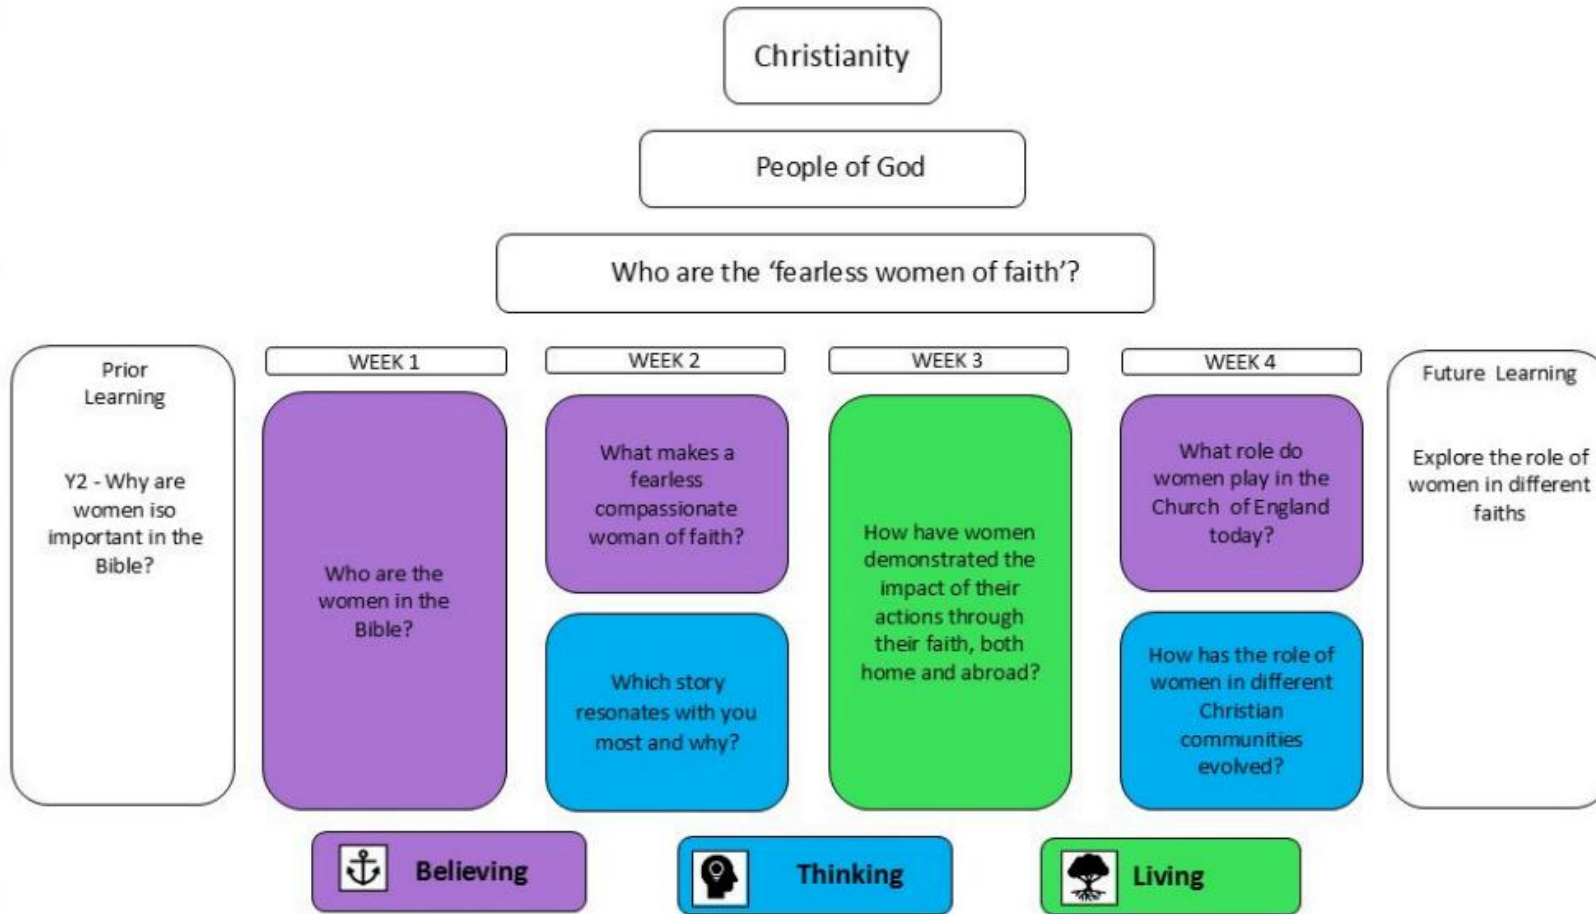 Christianity
People of God
Who are the ‘fearless women of faith’?
Prior
Learning
Y2 - Why are
women iso
important in the
Bible?
WEEK 1
Who are the
women in the
Bible?
WEEK 2
What makes a
fearless
compassionate
woman of faith?
Which story
resonates with you
most and why?
WEEK 3
How have women
demonstrated the
impact of their
actions through
their faith, both
home and abroad?
WEEK 4
What role do
women play in the
Church of England
today?
How has the role of
women in different
Christian
communities
evolved?
Future Learning
Explore the role of
women in different
faiths
Believing
Thinking
Living